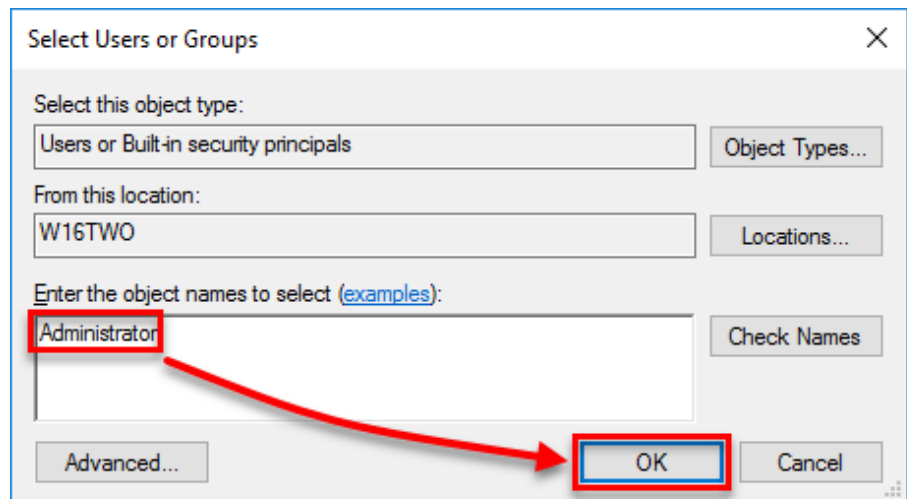 Select Users or Groups
Select this object type:
Users or Built-in security principals
Object Types...
From this location:
W16TWO
Locations...
Enter the object names to select (examples):
Administrator
Check Names
Advanced...
OK
Cancel